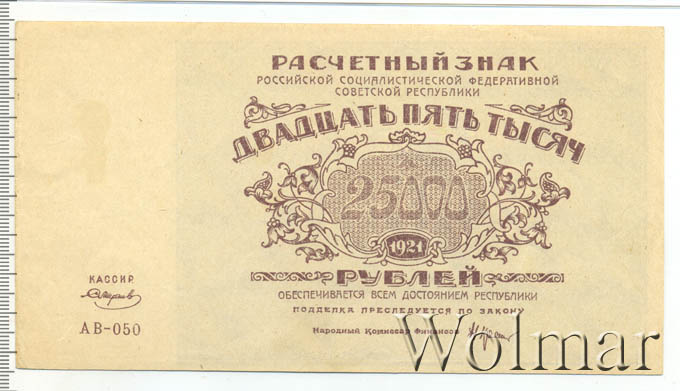 РАСЧЕТНЫЙ ЗНАК
РОССИЙСКОЙ СОЦИАЛИСТИЧЕСКОЙ ФЕДЕРАТИВНОЙ
СОВЕТСКОЙ РЕСПУБЛИКИ
ДВАДЦАТЬ ПЯТЬ ТЫСЯЧ
25000
1921
РУБЛЕЙ
ОБЕСПЕЧИВАЕТСЯ ВСЕМ ДОСТОЯНИЕМ РЕСПУБЛИКИ
ПОДДЕЛКА ПРЕСЛЕДУЕТСЯ ПО ЗАКОНУ
Народный Комиссар Финансов
КАССИР
АВ-050
Wolmar